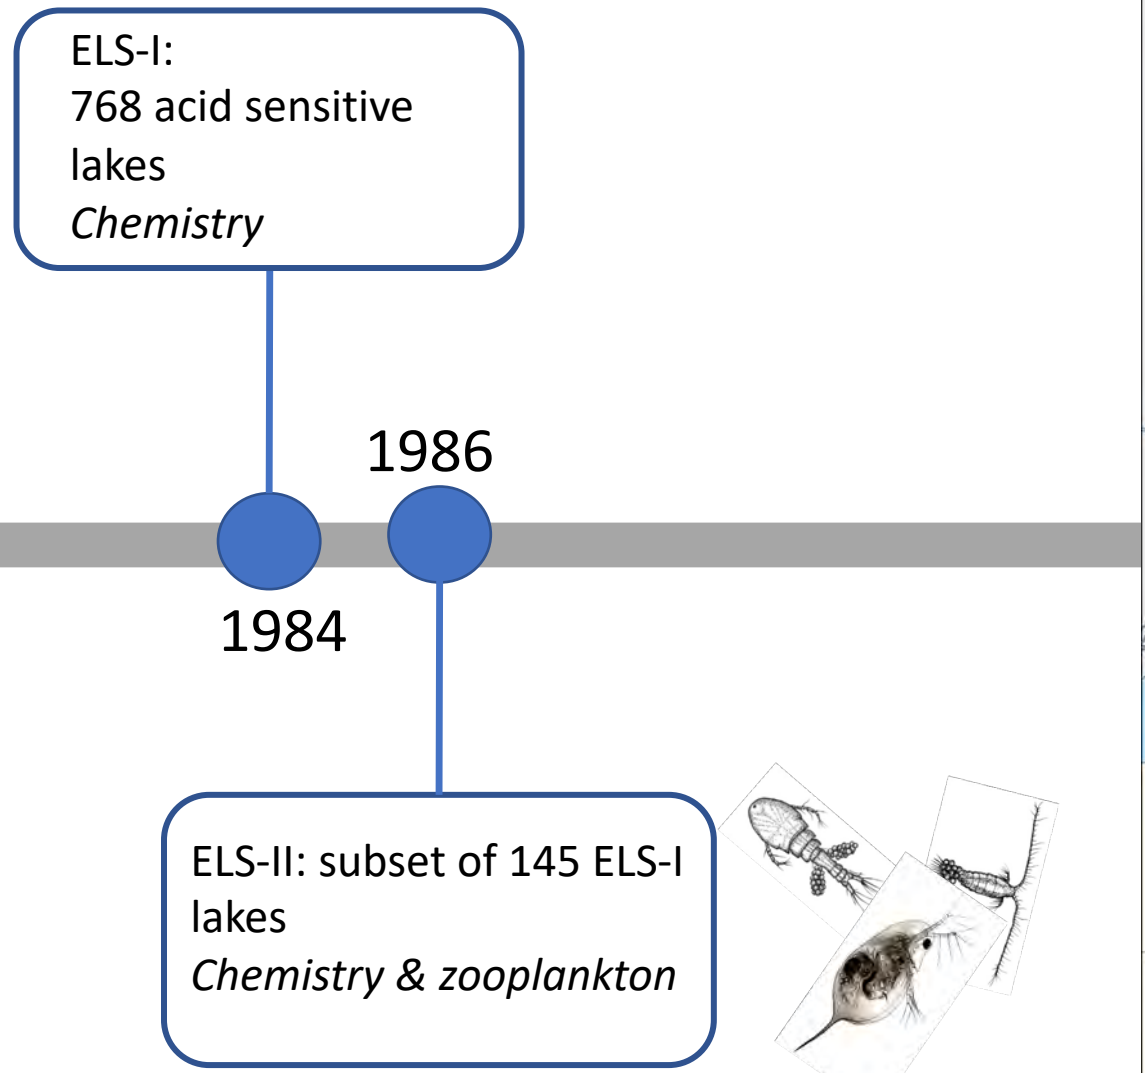 ELS-I:
768 acid sensitive
lakes
Chemistry
1986
1984
ELS-II: subset of 145 ELS-I
lakes
Chemistry & zooplankton